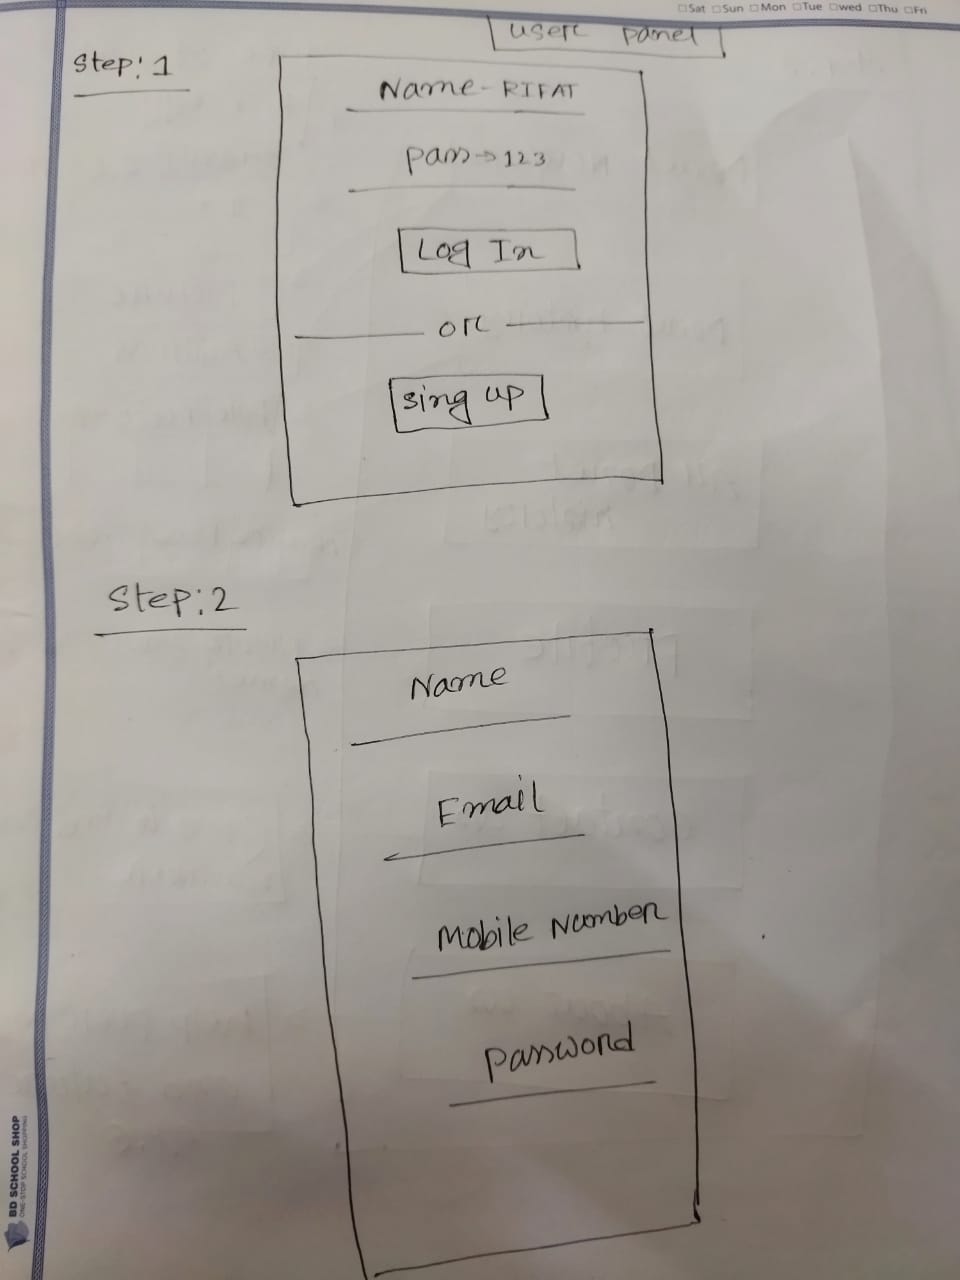 Sat Sun Mon Tue Wed Thu Fri
User panel
Step: 1
Name - RIFAT
pass → 123
Log In
or
Sing up
Step: 2
Name
Email
Mobile Number
password
BD SCHOOL SHOP
ONE-STOP SCHOOL SHOPPING